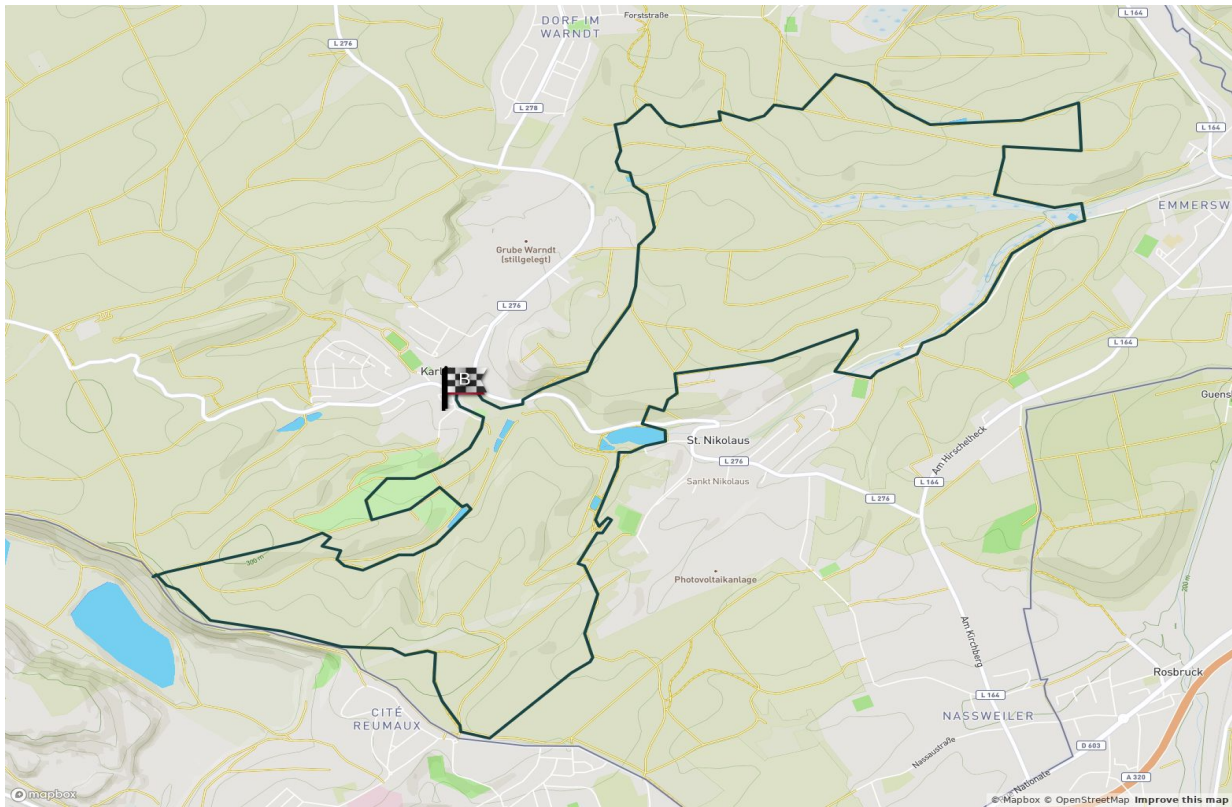 DORF IM
WARNDT
Forststraße
L 164
L 276
L 278
L 164
EMMERSW
Grube Warndt
(stillgelegt)
L 276
L 164
Karl
B
Guens
St. Nikolaus
L 276
Am Hirschelheck
Sankt Nikolaus
L 164
L 276
300 m
Photovoltaikanlage
200 m
Am Kirchberg
Rosbruck
L 164
CITÉ
REUMAUX
NASSWEILER
Nassaustraße
D 603
A 320
Nationale
mapbox
© Mapbox © OpenStreetMap Improve this map